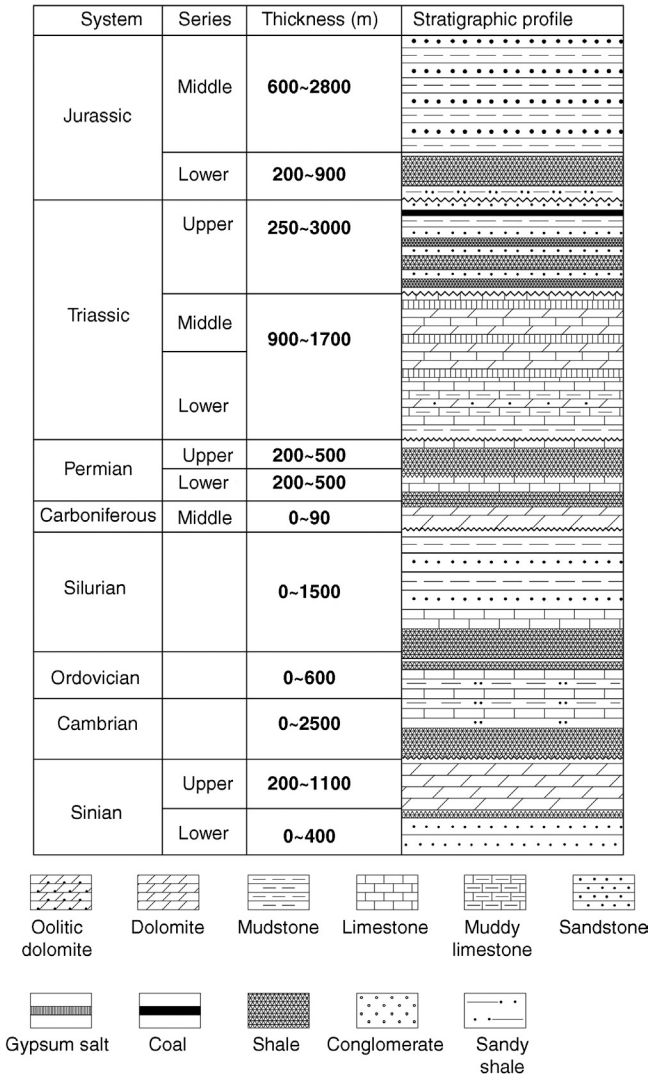 System Series Thickness (m) Stratigraphic profile
Jurassic Middle 600~2800
Lower 200~900
Triassic Upper 250~3000
Middle 900~1700
Lower
Permian Upper 200~500
Lower 200~500
Carboniferous Middle 0~90
Silurian 0~1500
Ordovician 0~600
Cambrian 0~2500
Sinian Upper 200~1100
Lower 0~400
Oolitic dolomite
Dolomite
Mudstone
Limestone
Muddy limestone
Sandstone
Gypsum salt
Coal
Shale
Conglomerate
Sandy shale